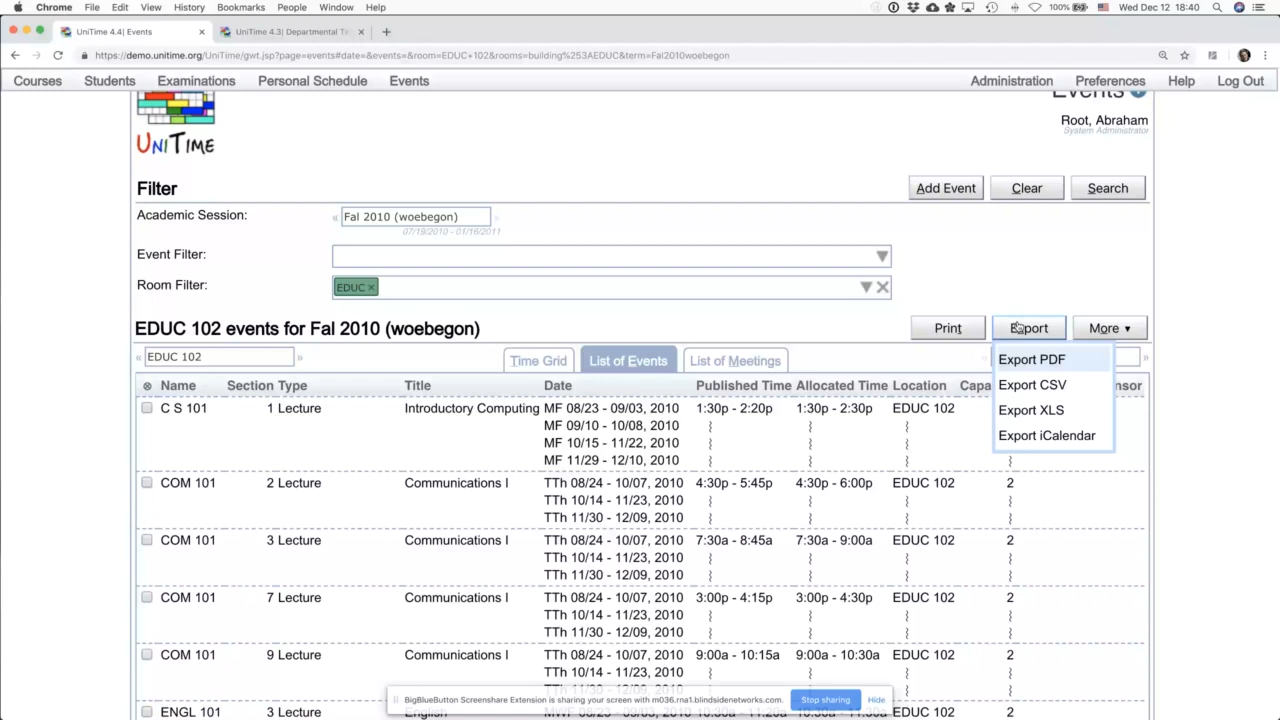 Chrome File Edit View History Bookmarks People Window Help 100% Wed Dec 12 18:40
UniTime 4.4| Events × UniTime 4.3| Departmental Ti × +
https://demo.unitime.org/UniTime/gwt.jsp?page=events#date=&events=&room=EDUC+102&rooms=building%253AEDUC&term=Fal2010woebegon
Courses Students Examinations Personal Schedule Events Administration Preferences Help Log Out
Events
UNITIME
Root, Abraham
System Administrator
Filter Add Event Clear Search
Academic Session: « Fal 2010 (woebegon) »
07/19/2010 - 01/16/2011
Event Filter:
Room Filter: EDUC ×
EDUC 102 events for Fal 2010 (woebegon) Print Export More ▾
« EDUC 102 » Time Grid List of Events List of Meetings »
Export PDF
Export CSV
Export XLS
Export iCalendar
Name Section Type Title Date Published Time Allocated Time Location Capa nsor
C S 101 1 Lecture Introductory Computing MF 08/23 - 09/03, 2010 1:30p - 2:20p 1:30p - 2:30p EDUC 102
MF 09/10 - 10/08, 2010
MF 10/15 - 11/22, 2010
MF 11/29 - 12/10, 2010
COM 101 2 Lecture Communications I TTh 08/24 - 10/07, 2010 4:30p - 5:45p 4:30p - 6:00p EDUC 102 2
TTh 10/14 - 11/23, 2010
TTh 11/30 - 12/09, 2010
COM 101 3 Lecture Communications I TTh 08/24 - 10/07, 2010 7:30a - 8:45a 7:30a - 9:00a EDUC 102 2
TTh 10/14 - 11/23, 2010
TTh 11/30 - 12/09, 2010
COM 101 7 Lecture Communications I TTh 08/24 - 10/07, 2010 3:00p - 4:15p 3:00p - 4:30p EDUC 102 2
TTh 10/14 - 11/23, 2010
TTh 11/30 - 12/09, 2010
COM 101 9 Lecture Communications I TTh 08/24 - 10/07, 2010 9:00a - 10:15a 9:00a - 10:30a EDUC 102 2
TTh 10/14 - 11/23, 2010
BigBlueButton Screenshare Extension is sharing your screen with m036.rna1.blindsidenetworks.com. Stop sharing Hide
ENGL 101 3 Lecture English EDUC 102 2